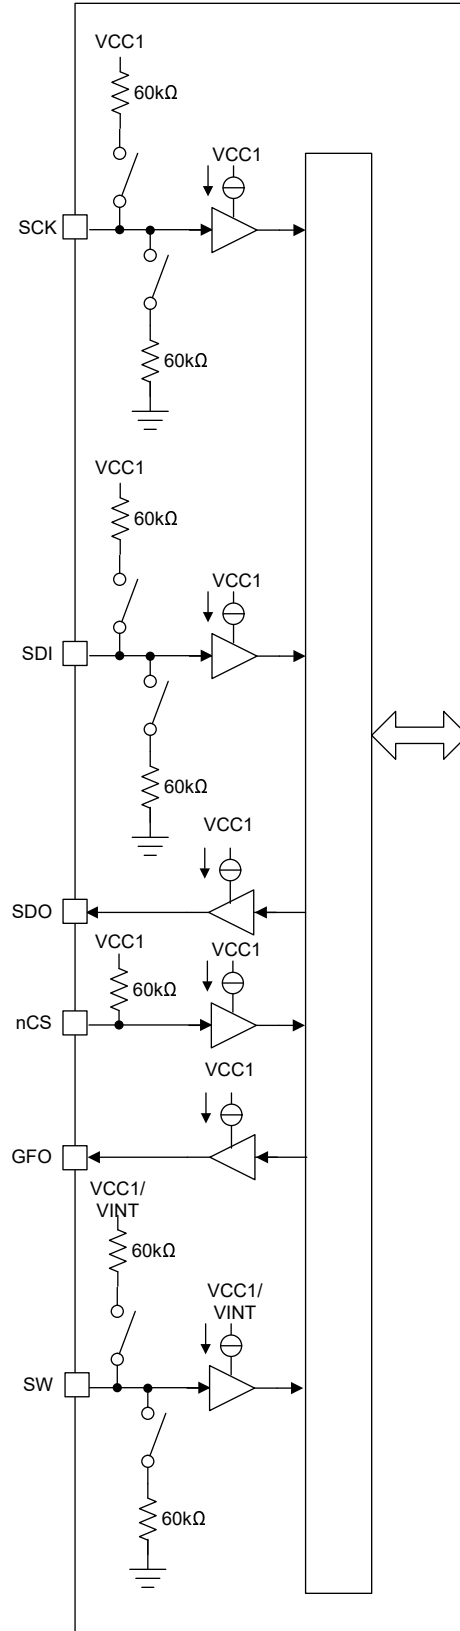 VCC1
60kΩ
VCC1
SCK
60kΩ
VCC1
60kΩ
VCC1
SDI
60kΩ
VCC1
SDO
VCC1
VCC1
60kΩ
nCS
VCC1
GFO
VCC1/
VINT
60kΩ
VCC1/
VINT
SW
60kΩ